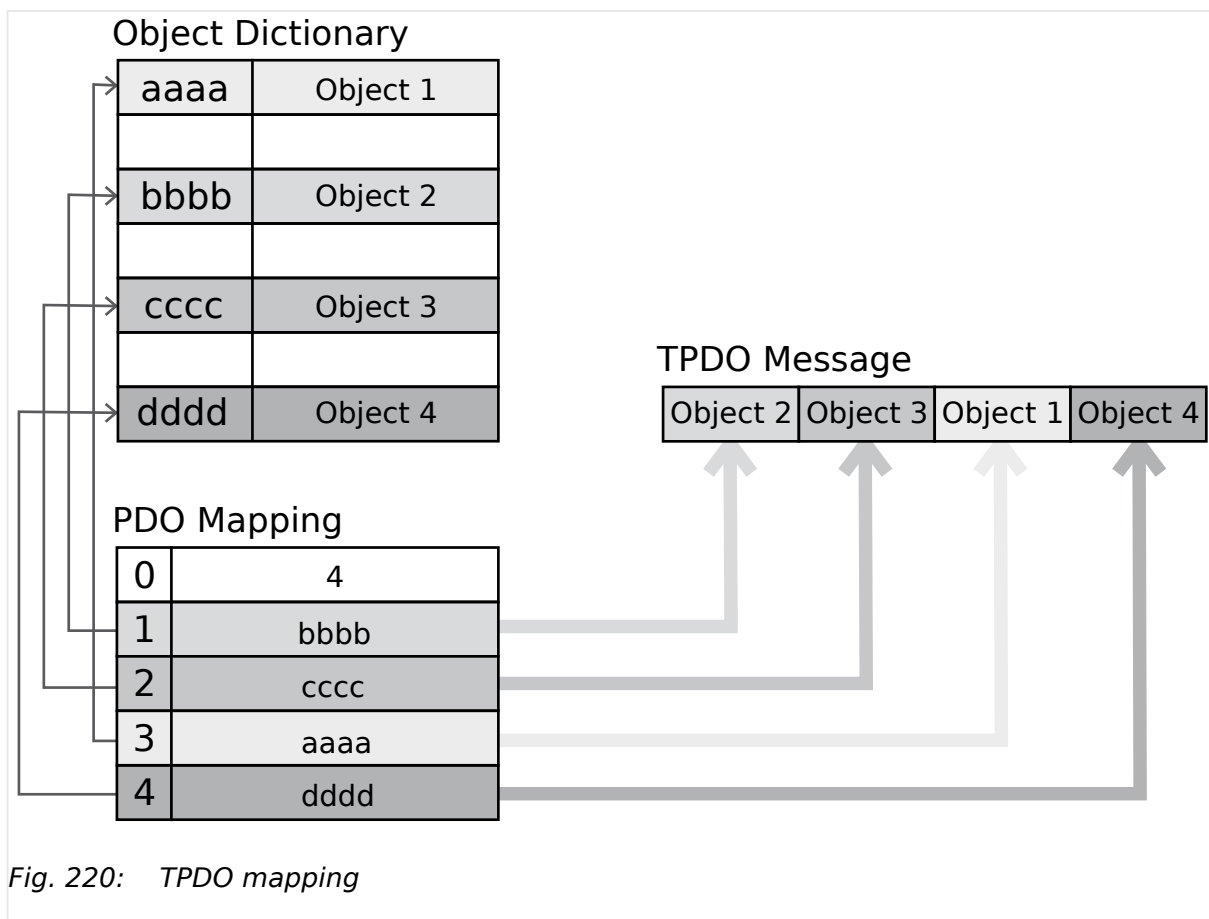 Object Dictionary
aaaa Object 1
bbbb Object 2
cccc Object 3
dddd Object 4
TPDO Message
Object 2 Object 3 Object 1 Object 4
PDO Mapping
0 4
1 bbbb
2 cccc
3 aaaa
4 dddd
Fig. 220: TPDO mapping